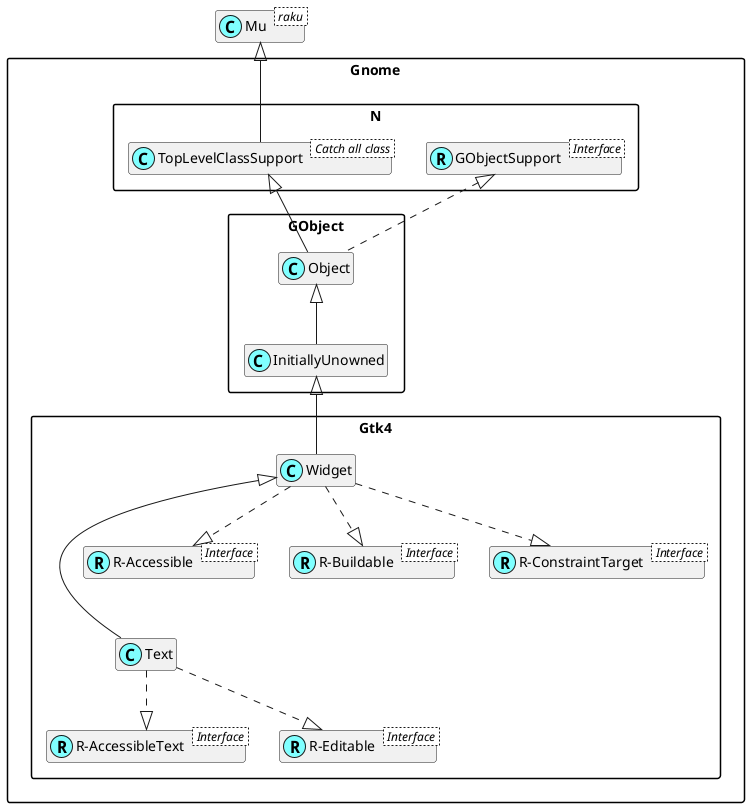 C Mu raku
Gnome
N
C TopLevelClassSupport Catch all class
R GObjectSupport Interface
GObject
C Object
C InitiallyUnowned
Gtk4
C Widget
R R-Accessible Interface
R R-Buildable Interface
R R-ConstraintTarget Interface
C Text
R R-AccessibleText Interface
R R-Editable Interface